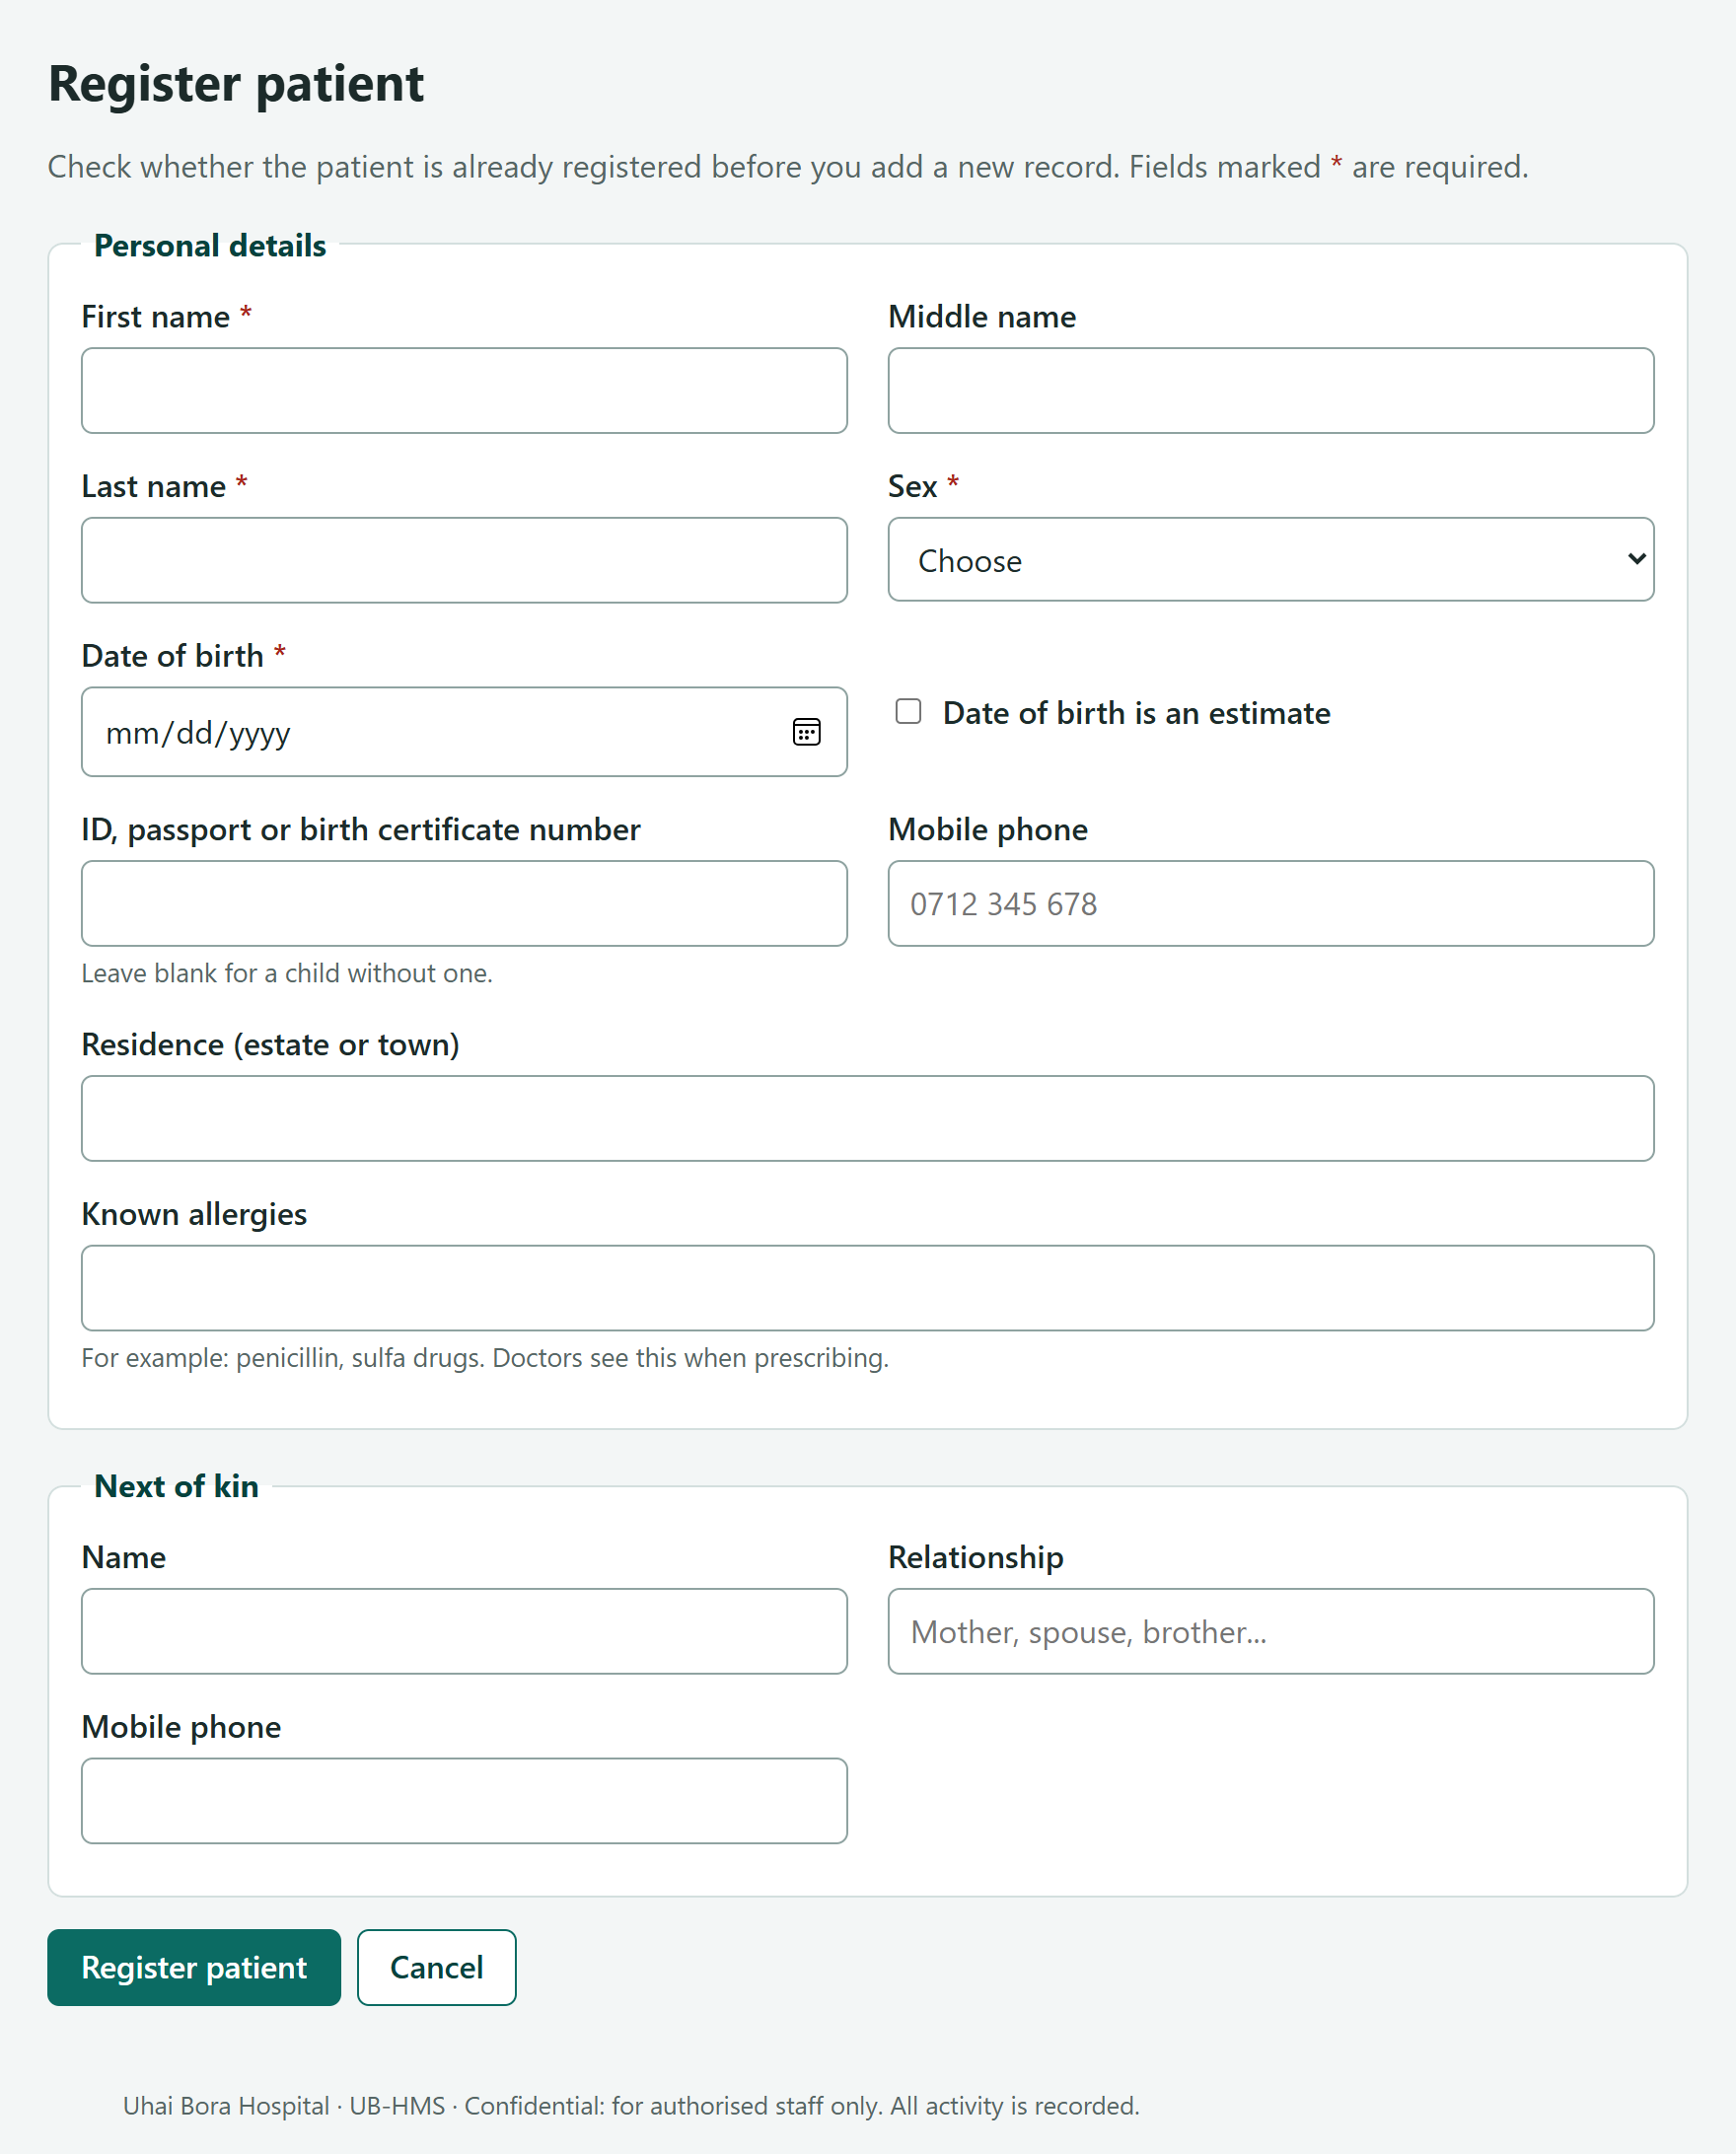 Register patient
Check whether the patient is already registered before you add a new record. Fields marked * are required.
Personal details
First name *
Middle name
Last name *
Sex *
Choose
Date of birth *
mm/dd/yyyy
Date of birth is an estimate
ID, passport or birth certificate number
Mobile phone
0712 345 678
Leave blank for a child without one.
Residence (estate or town)
Known allergies
For example: penicillin, sulfa drugs. Doctors see this when prescribing.
Next of kin
Name
Relationship
Mother, spouse, brother...
Mobile phone
Register patient
Cancel
Uhai Bora Hospital · UB-HMS · Confidential: for authorised staff only. All activity is recorded.